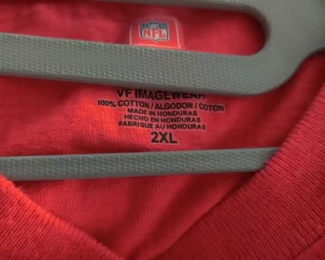 NFL
VF IMAGEWEAR
100% COTTON / ALGODON / COTON
MADE IN HONDURAS
HECHO EN HONDURAS
FABRIQUE AU HONDURAS
2XL